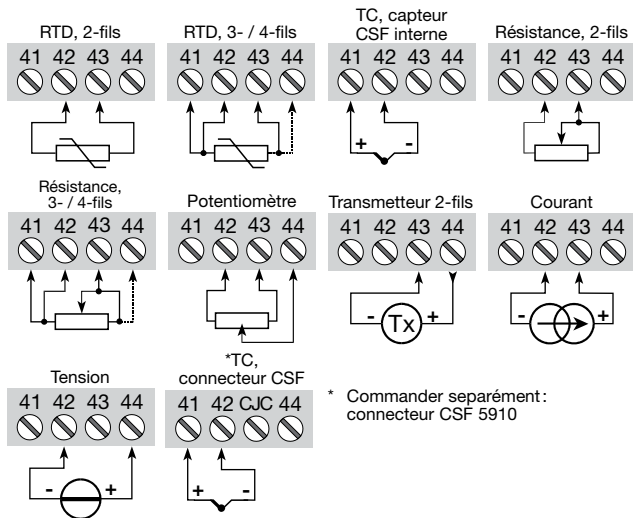 RTD, 2-fils
41 42 43 44
RTD, 3- / 4-fils
41 42 43 44
TC, capteur
CSF interne
41 42 43 44
+ -
Résistance, 2-fils
41 42 43 44
Résistance,
3- / 4-fils
41 42 43 44
Potentiomètre
41 42 43 44
Transmetteur 2-fils
41 42 43 44
- Tx +
Courant
41 42 43 44
- +
Tension
41 42 43 44
- +
*TC,
connecteur CSF
41 42 CJC 44
+ -
* Commander separément:
connecteur CSF 5910